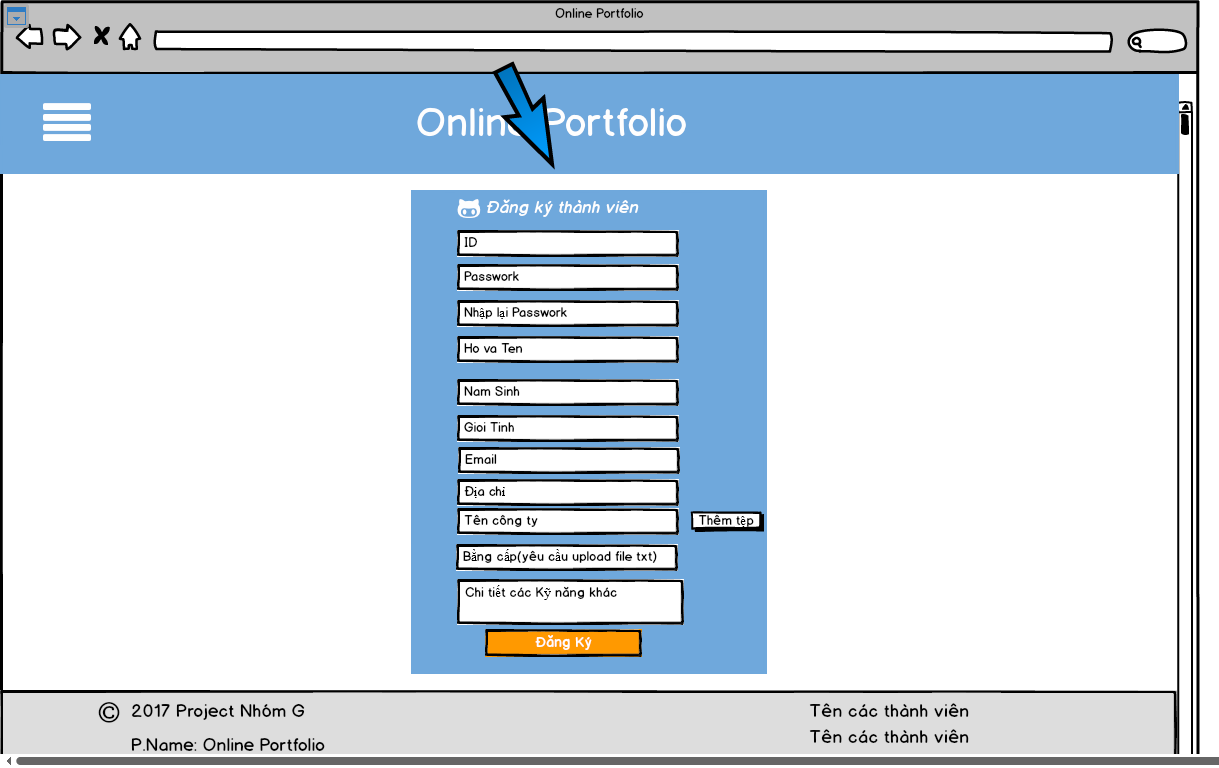 Online Portfolio
Online Portfolio
Đăng ký thành viên
ID
Passwork
Nhập lại Passwork
Ho va Ten
Nam Sinh
Gioi Tinh
Email
Địa chỉ
Tên công ty
Thêm tệp
Bằng cấp(yêu cầu upload file txt)
Chi tiết các Kỹ năng khác
Đăng Ký
© 2017 Project Nhóm G
Tên các thành viên
P.Name: Online Portfolio
Tên các thành viên